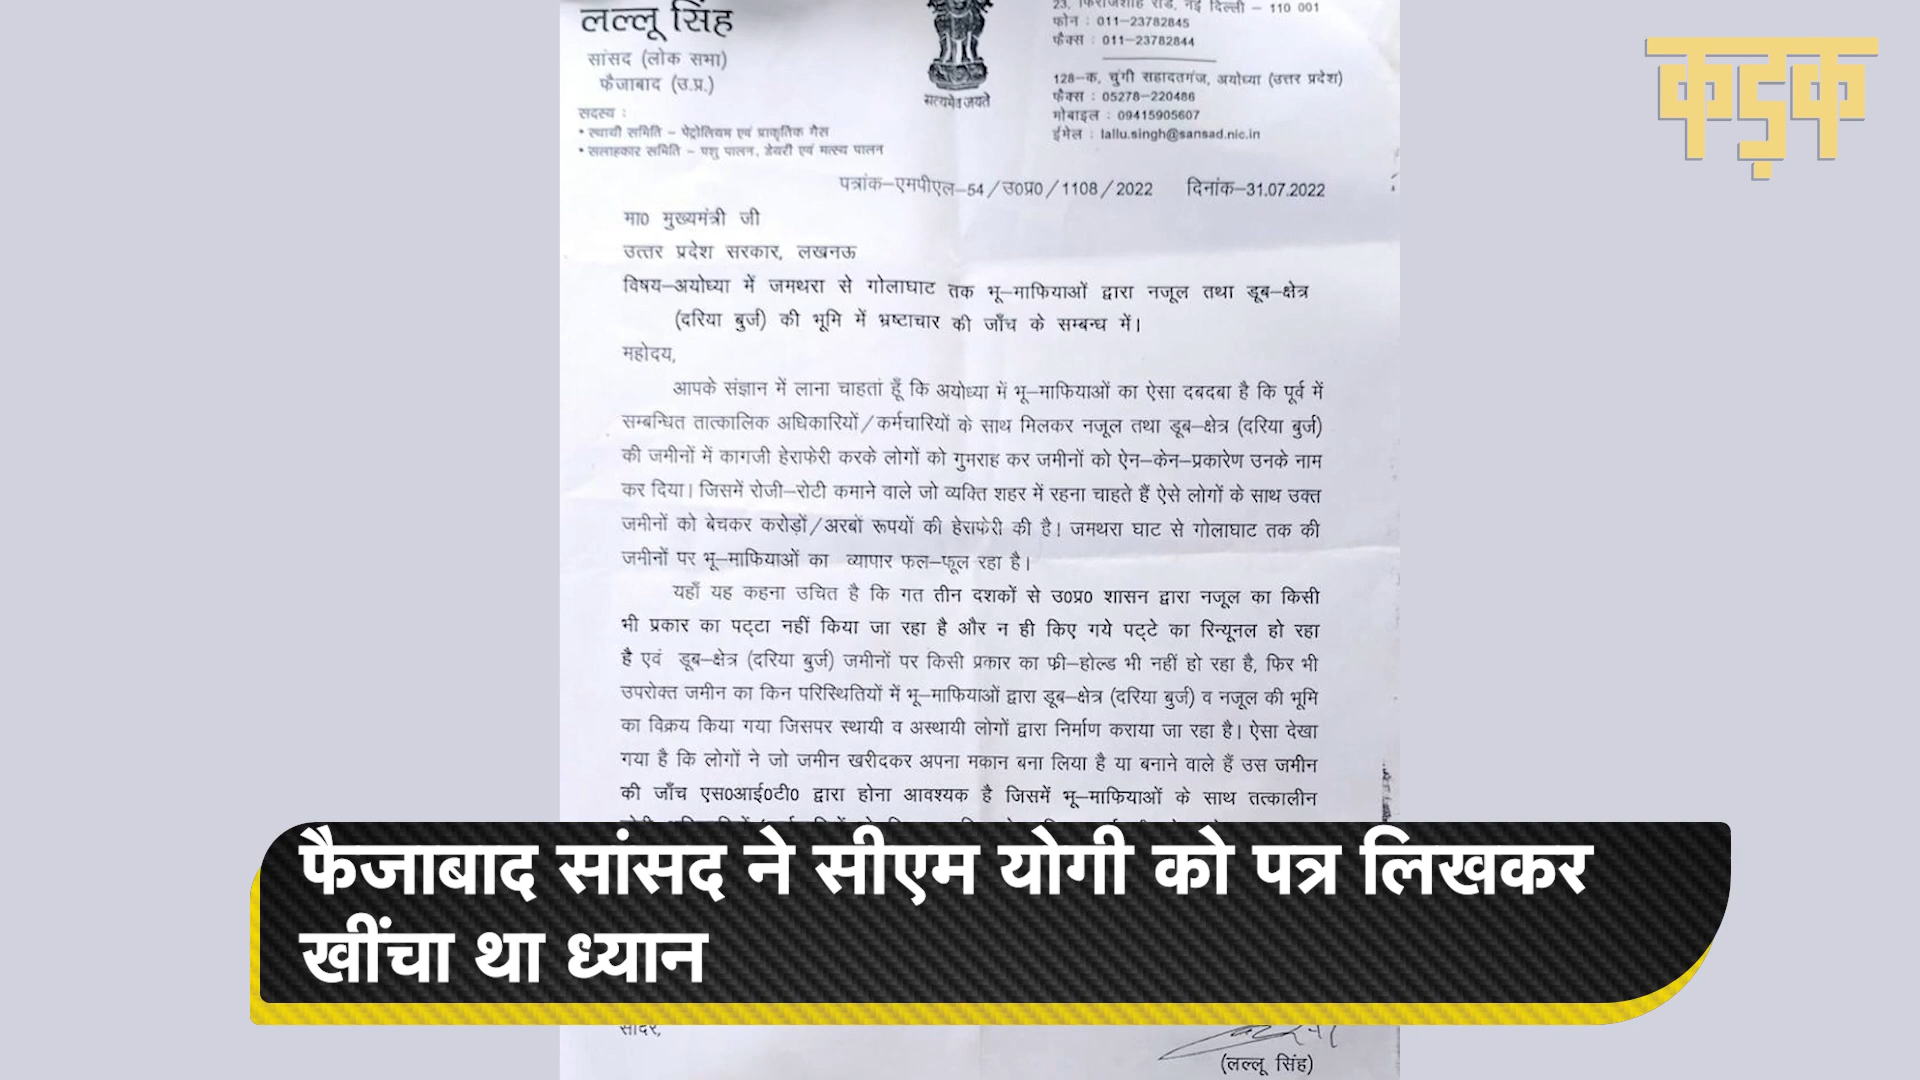 लल्लू सिंह
सांसद (लोक सभा)
फैजाबाद (उ.प्र.)
सदस्य :
• स्थायी समिति – पेट्रोलियम एवं प्राकृतिक गैस
• सलाहकार समिति – पशु पालन, डेयरी एवं मत्स्य पालन
सत्यमेव जयते
23, फिरोजशाह रोड, नई दिल्ली – 110 001
फोन : 011–23782845
फैक्स : 011–23782844
128–क, चुंगी सहादतगंज, अयोध्या (उत्तर प्रदेश)
फैक्स : 05278–220486
मोबाइल : 09415905607
ईमेल : lallu.singh@sansad.nic.in
कड़क
पत्रांक–एमपीएल–54/उ0प्र0/1108/2022 दिनांक–31.07.2022
मा0 मुख्यमंत्री जी
उत्तर प्रदेश सरकार, लखनऊ
विषय–अयोध्या में जमथरा से गोलाघाट तक भू–माफियाओं द्वारा नजूल तथा डूब–क्षेत्र
(दरिया बुर्ज) की भूमि में भ्रष्टाचार की जाँच के सम्बन्ध में।
महोदय,
आपके संज्ञान में लाना चाहतां हूँ कि अयोध्या में भू–माफियाओं का ऐसा दबदबा है कि पूर्व में
सम्बन्धित तात्कालिक अधिकारियों/कर्मचारियों के साथ मिलकर नजूल तथा डूब–क्षेत्र (दरिया बुर्ज)
की जमीनों में कागजी हेराफेरी करके लोगों को गुमराह कर जमीनों को ऐन–केन–प्रकारेण उनके नाम
कर दिया। जिसमें रोजी–रोटी कमाने वाले जो व्यक्ति शहर में रहना चाहते हैं ऐसे लोगों के साथ उक्त
जमीनों को बेचकर करोड़ों/अरबों रूपयों की हेराफेरी की है। जमथरा घाट से गोलाघाट तक की
जमीनों पर भू–माफियाओं का व्यापार फल–फूल रहा है।
यहाँ यह कहना उचित है कि गत तीन दशकों से उ0प्र0 शासन द्वारा नजूल का किसी
भी प्रकार का पट्टा नहीं किया जा रहा है और न ही किए गये पट्टे का रिन्यूनल हो रहा
है एवं डूब–क्षेत्र (दरिया बुर्ज) जमीनों पर किसी प्रकार का फ्री–होल्ड भी नहीं हो रहा है, फिर भी
उपरोक्त जमीन का किन परिस्थितियों में भू–माफियाओं द्वारा डूब–क्षेत्र (दरिया बुर्ज) व नजूल की भूमि
का विक्रय किया गया जिसपर स्थायी व अस्थायी लोगों द्वारा निर्माण कराया जा रहा है। ऐसा देखा
गया है कि लोगों ने जो जमीन खरीदकर अपना मकान बना लिया है या बनाने वाले हैं उस जमीन
की जाँच एस0आई0टी0 द्वारा होना आवश्यक है जिसमें भू–माफियाओं के साथ तत्कालीन
फैजाबाद सांसद ने सीएम योगी को पत्र लिखकर
खींचा था ध्यान
सादर,
(लल्लू सिंह)